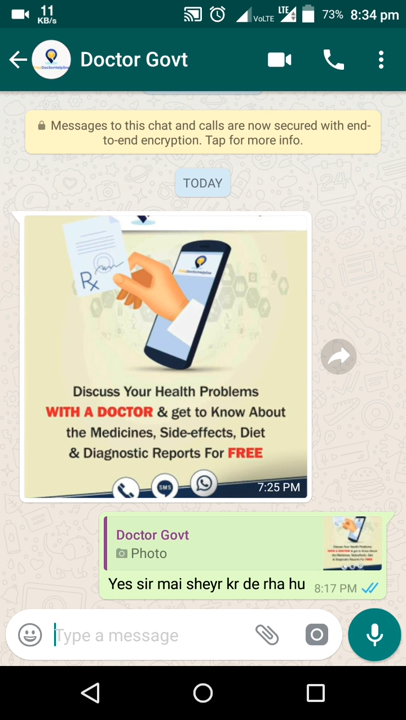 11
KB/s
VoLTE
LTE
73%
8:34 pm
Doctor Govt
Messages to this chat and calls are now secured with end-
to-end encryption. Tap for more info.
TODAY
Rx
Discuss Your Health Problems
WITH A DOCTOR & get to Know About
the Medicines, Side-effects, Diet
& Diagnostic Reports For FREE
SMS
7:25 PM
Doctor Govt
Photo
Yes sir mai sheyr kr de rha hu
8:17 PM
Type a message